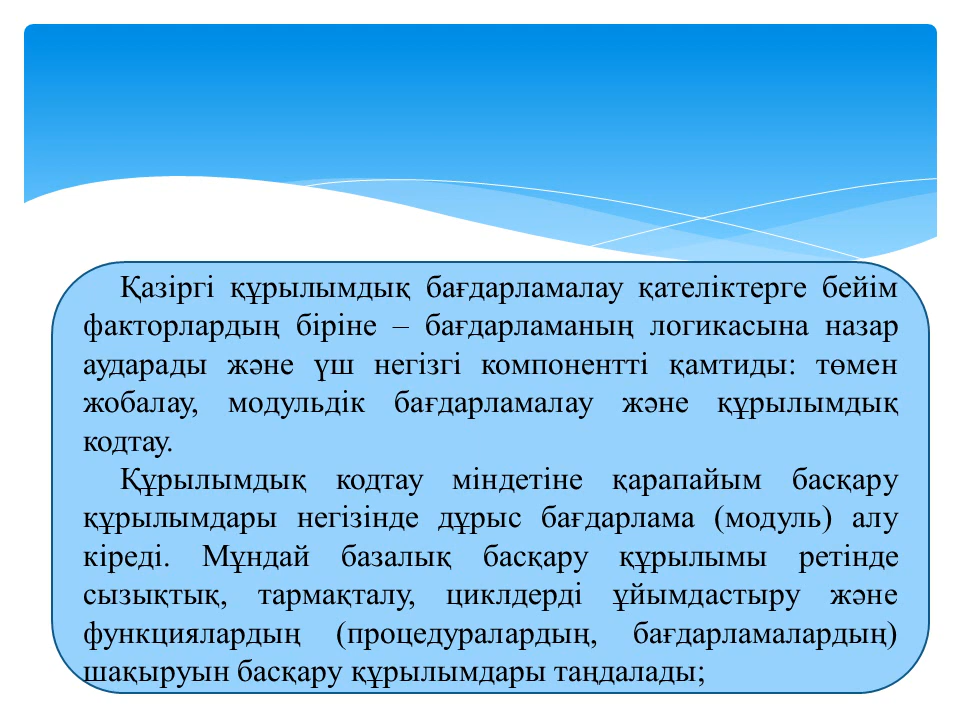 Қазіргі құрылымдық бағдарламалау қателіктерге бейім
факторлардың біріне – бағдарламаның логикасына назар
аударады және үш негізгі компонентті қамтиды: төмен
жобалау, модульдік бағдарламалау және құрылымдық
кодтау.
Құрылымдық кодтау міндетіне қарапайым басқару
құрылымдары негізінде дұрыс бағдарлама (модуль) алу
кіреді. Мұндай базалық басқару құрылымы ретінде
сызықтық, тармақталу, циклдерді ұйымдастыру және
функциялардың (процедуралардың, бағдарламалардың)
шақыруын басқару құрылымдары таңдалады;